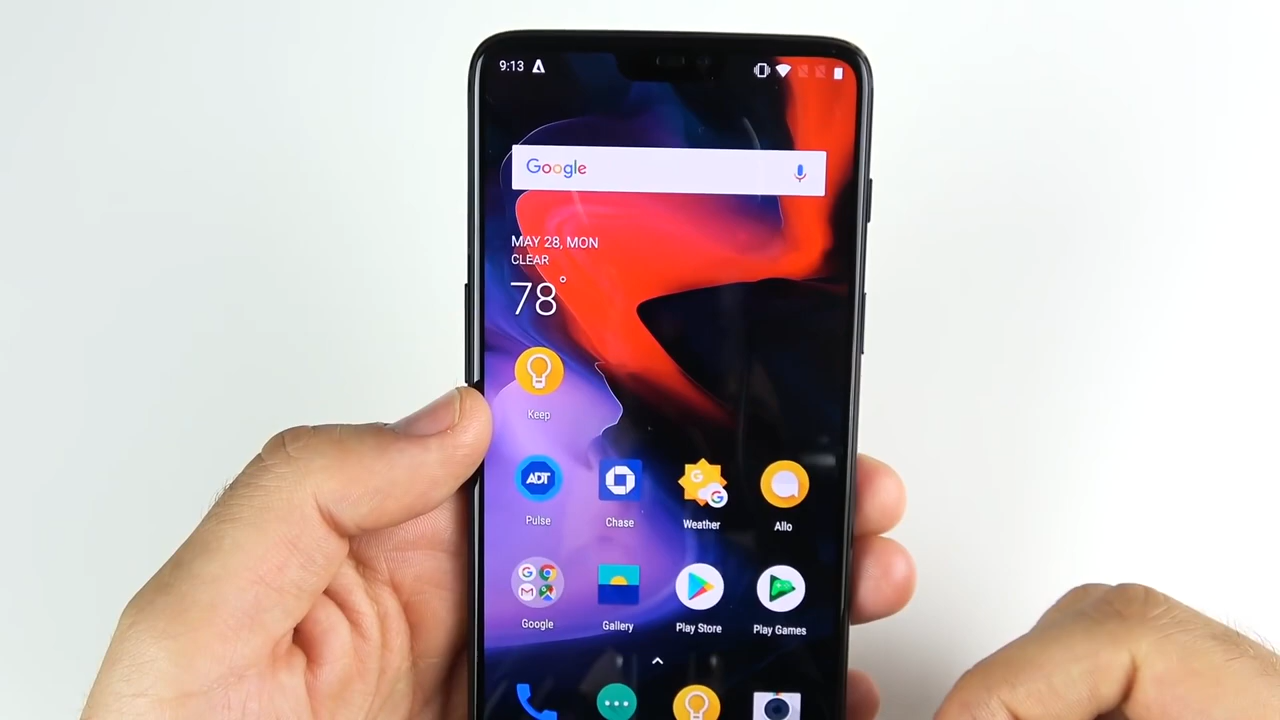 9:13
Google
MAY 28, MON
CLEAR
78°
Keep
ADT
Pulse
Chase
G
G
Weather
Allo
G
M
Google
Gallery
Play Store
Play Games